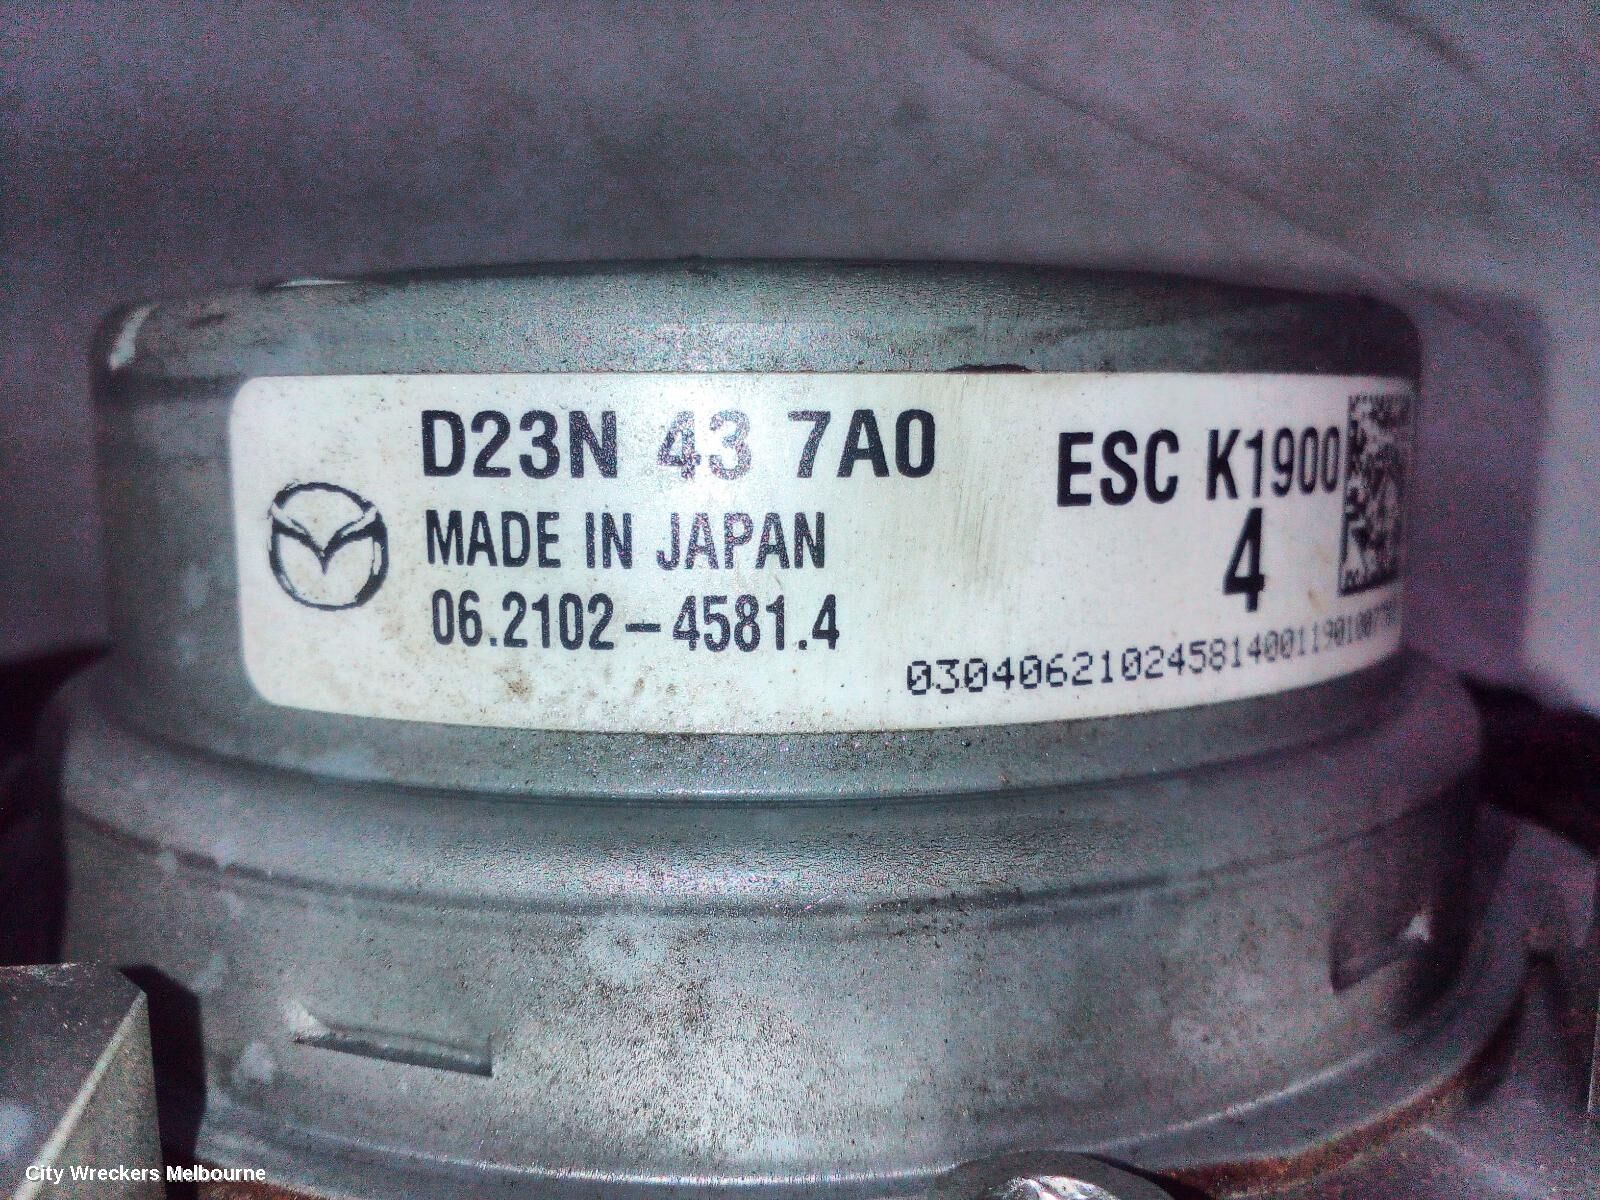 D23N 43 7A0
MADE IN JAPAN
06.2102-4581.4
ESC K1900
4
City Wreckers Melbourne